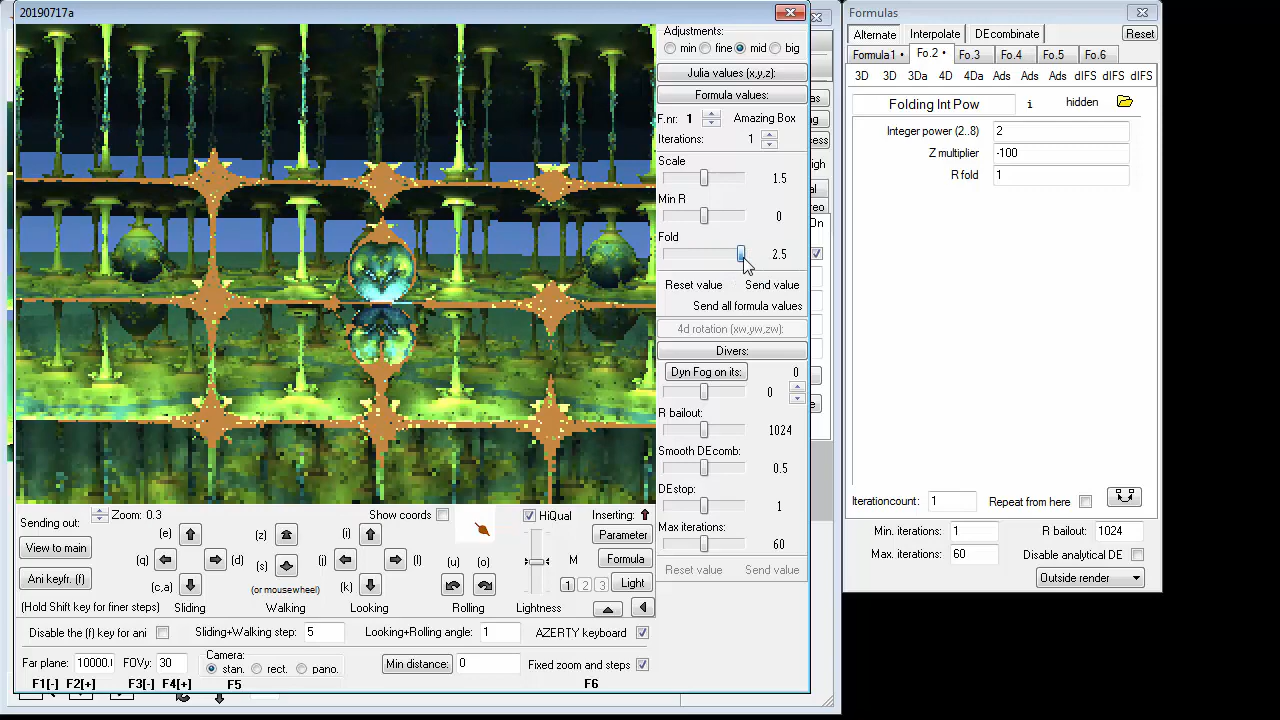 20190717a
Adjustments:
min fine mid big
Julia values (x,y,z):
Formula values:
F.nr: 1 Amazing Box
Iterations: 1
Scale
1.5
Min R
0
Fold
2.5
Reset value Send value
Send all formula values
4d rotation (xw,yw,zw):
Divers:
Dyn Fog on its: 0
0
R bailout:
1024
Smooth DEcomb:
0.5
DEstop:
1
Max iterations:
60
Reset value Send value
Sending out: Zoom: 0.3 Show coords HiQual Inserting:
View to main (e) (z) (i) Parameter
(q) (d) (j) (l) (u) (o) M Formula
Ani keyfr. (f) (s) 1 2 3 Light
(c,a) (or mousewheel) (k)
(Hold Shift key for finer steps) Sliding Walking Looking Rolling Lightness
Disable the (f) key for ani Sliding+Walking step: 5 Looking+Rolling angle: 1 AZERTY keyboard
Far plane: 10000. FOVy: 30 Camera: stan. rect. pano. Min distance: 0 Fixed zoom and steps
F1[-] F2[+] F3[-] F4[+] F5 F6
Formulas
Alternate Interpolate DEcombinate Reset
Formula1 • Fo.2 • Fo.3 Fo.4 Fo.5 Fo.6
3D 3D 3Da 4D 4Da Ads Ads Ads dIFS dIFS dIFS
Folding Int Pow i hidden
Integer power (2..8) 2
Z multiplier -100
R fold 1
Iterationcount: 1 Repeat from here
Min. iterations: 1 R bailout: 1024
Max. iterations: 60 Disable analytical DE
Outside render